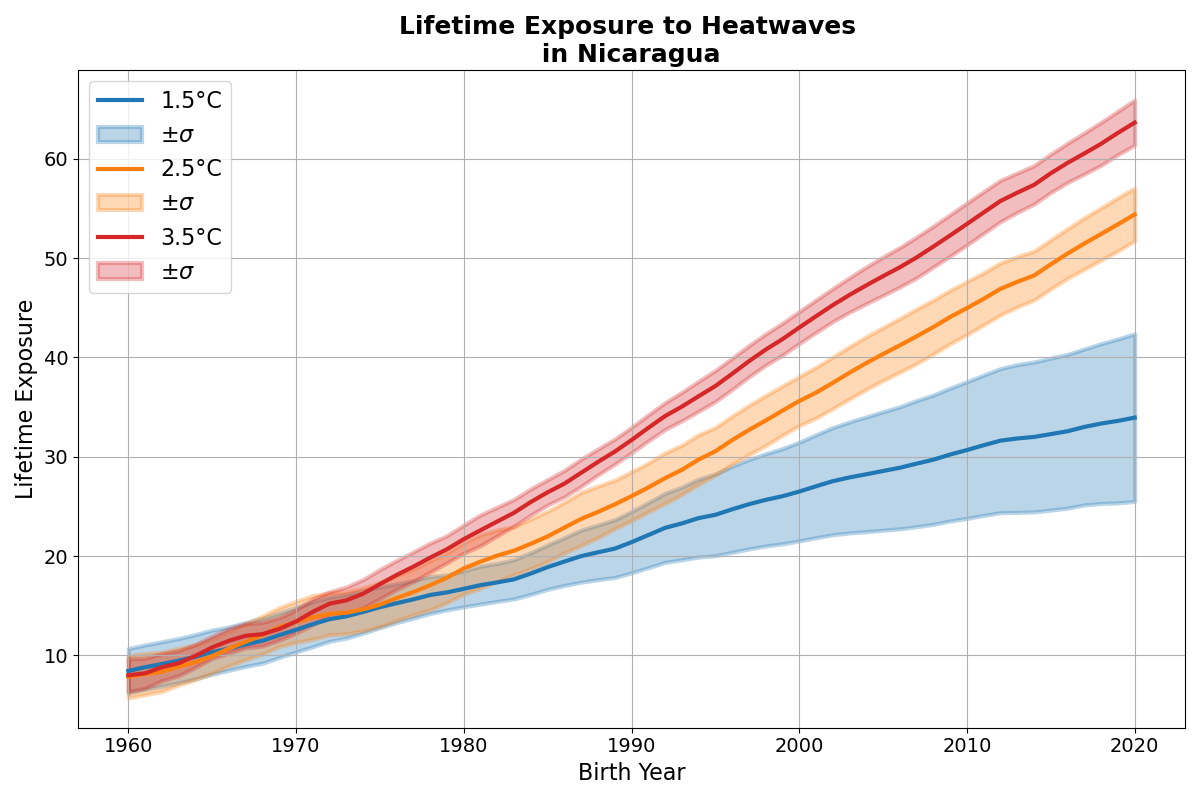 Lifetime Exposure to Heatwaves
in Nicaragua
1.5°C
±σ
2.5°C
±σ
3.5°C
±σ
Lifetime Exposure
60
50
40
30
20
10
1960 1970 1980 1990 2000 2010 2020
Birth Year